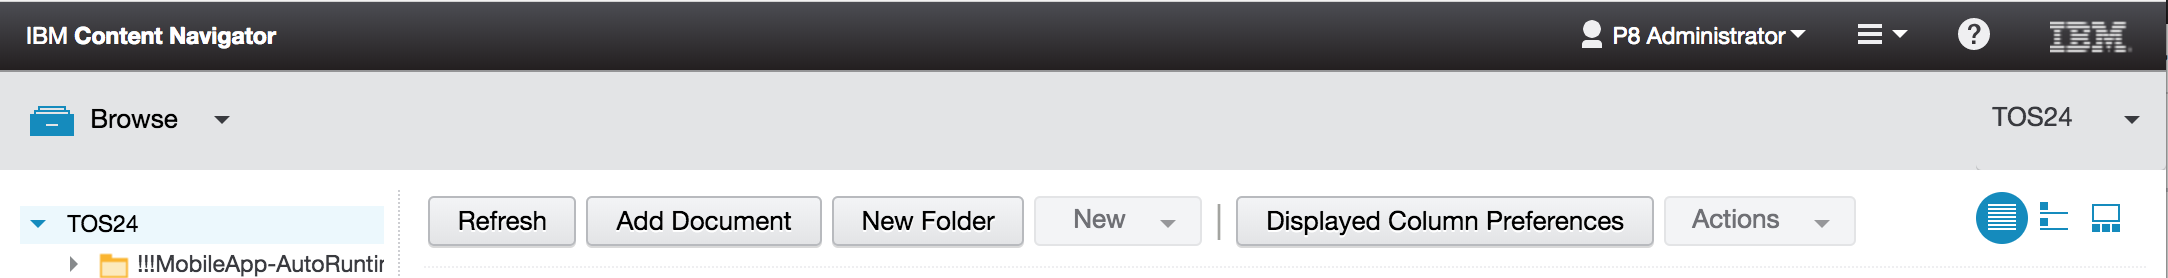 IBM Content Navigator P8 Administrator ? IBM
Browse TOS24
TOS24 Refresh Add Document New Folder New Displayed Column Preferences Actions
!!!MobileApp-AutoRuntin